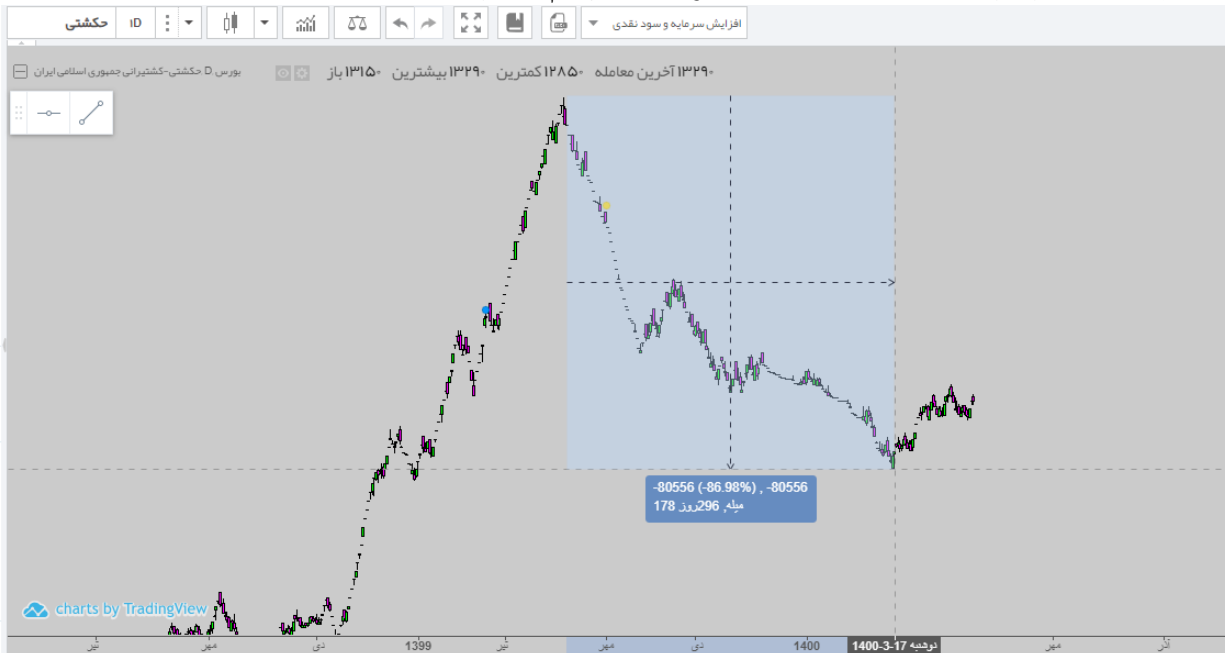 حکشتی 1D افزایش سرمایه و سود نقدی
بورس D حکشتی-کشتیرانی جمهوری اسلامی ایران باز ۱۳۱۵۰ بیشترین ۱۳۲۹۰ کمترین ۱۲۸۵۰ آخرین معامله ۱۳۲۹۰
-80556 (-86.98%) , -80556
178 میله, 296روز
charts by TradingView
تیر مهر دی 1399 تیر مهر دی 1400 دوشنبه 17-3-1400 مهر آذر